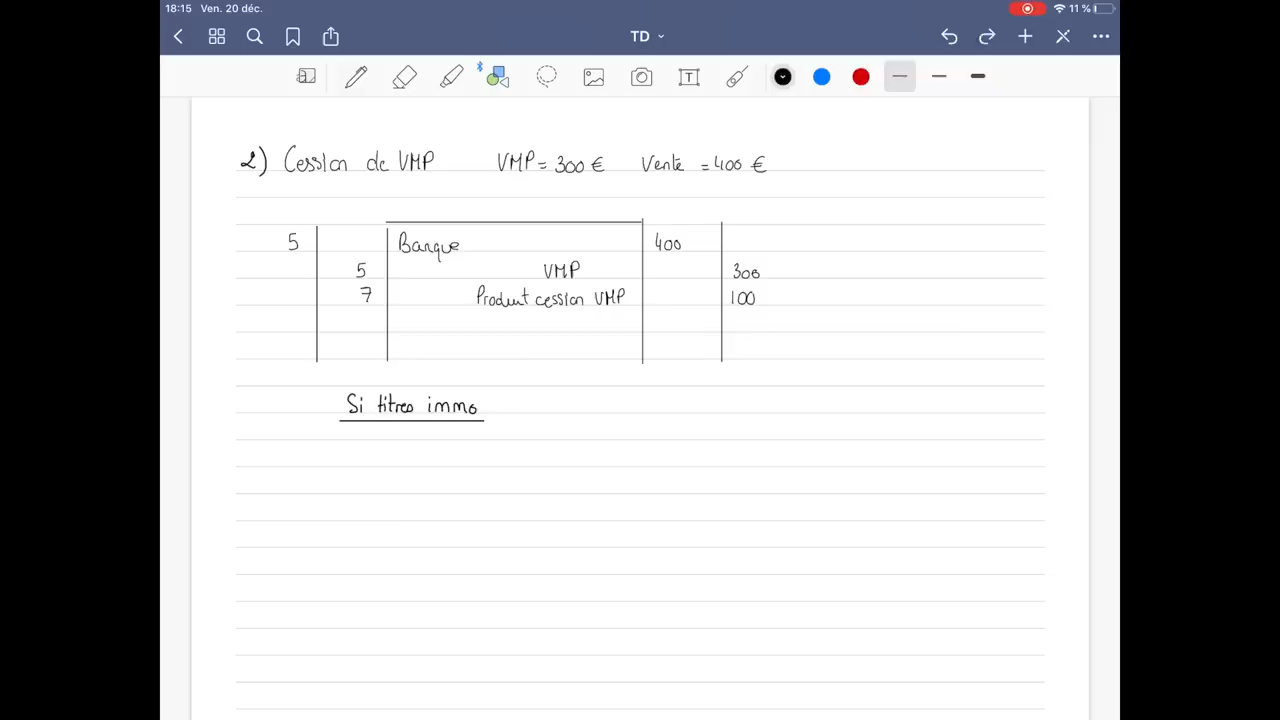 18:15 Ven. 20 déc. 11 %
TD
2) Cession de VMP VMP = 300 € Vente = 400 €
5 Banque 400
5 VMP 300
7 Produit cession VMP 100
Si titres immo